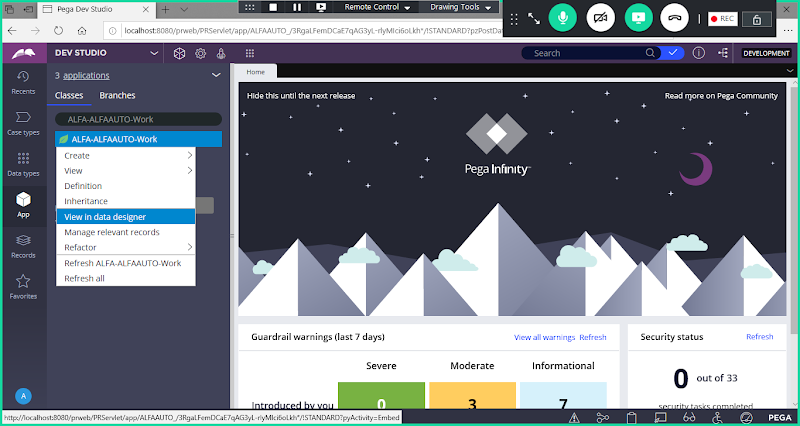 Pega Dev Studio
Remote Control
Drawing Tools
REC
localhost:8080/prweb/PRServlet/app/ALFAAUTO_/3RgaLFemDCaE7qAG3yL-rlyMIci6oLkh*/!STANDARD?pzPostDa
DEV STUDIO
Search
DEVELOPMENT
Recents
Case types
Data types
App
Records
Favorites
A
3 applications
Classes
Branches
ALFA-ALFAAUTO-Work
ALFA-ALFAAUTO-Work
Create
View
Definition
Inheritance
View in data designer
Manage relevant records
Refactor
Refresh ALFA-ALFAAUTO-Work
Refresh all
Home
Hide this until the next release
Read more on Pega Community
Pega Infinity™
Guardrail warnings (last 7 days)
View all warnings
Refresh
Severe
Moderate
Informational
Introduced by you
0
3
7
Security status
Refresh
0 out of 33
security tasks completed
http://localhost:8080/prweb/PRServlet/app/ALFAAUTO_/3RgaLFemDCaE7qAG3yL-rlyMIci6oLkh*/!STANDARD?pyActivity=Embed
PEGA